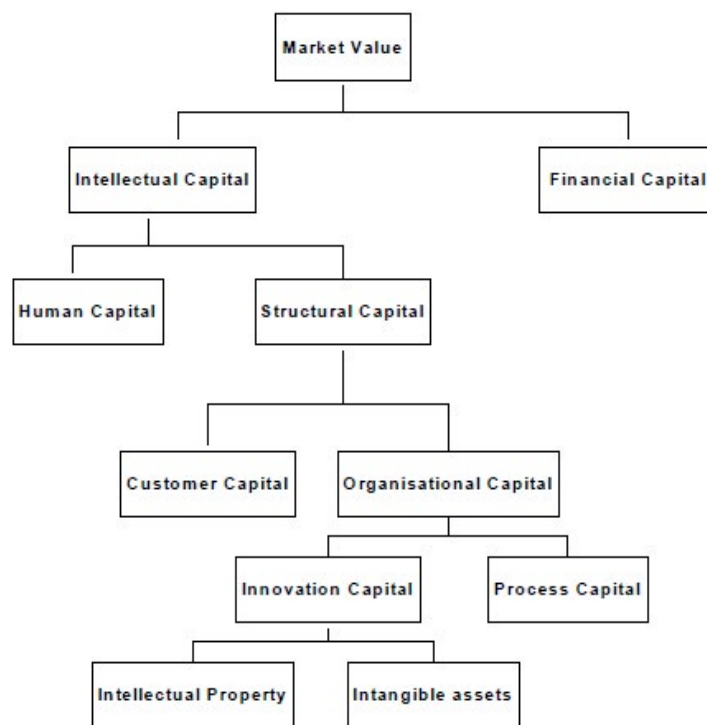 Market Value
Intellectual Capital
Financial Capital
Human Capital
Structural Capital
Customer Capital
Organisational Capital
Innovation Capital
Process Capital
Intellectual Property
Intangible assets